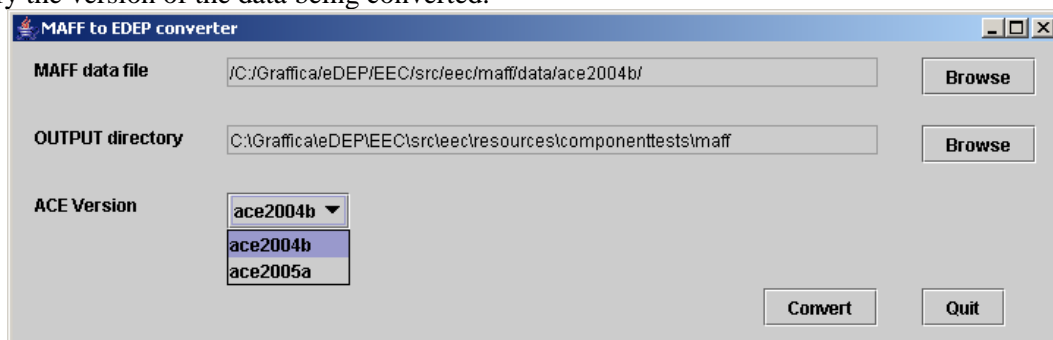 ry the version of the data being converted.
MAFF to EDEP converter
MAFF data file /C:/Graffica/eDEP/EEC/src/eec/maff/data/ace2004b/ Browse
OUTPUT directory C:\Graffica\eDEP\EEC\src\eec\resources\componenttests\maff Browse
ACE Version ace2004b
ace2004b
ace2005a
Convert Quit